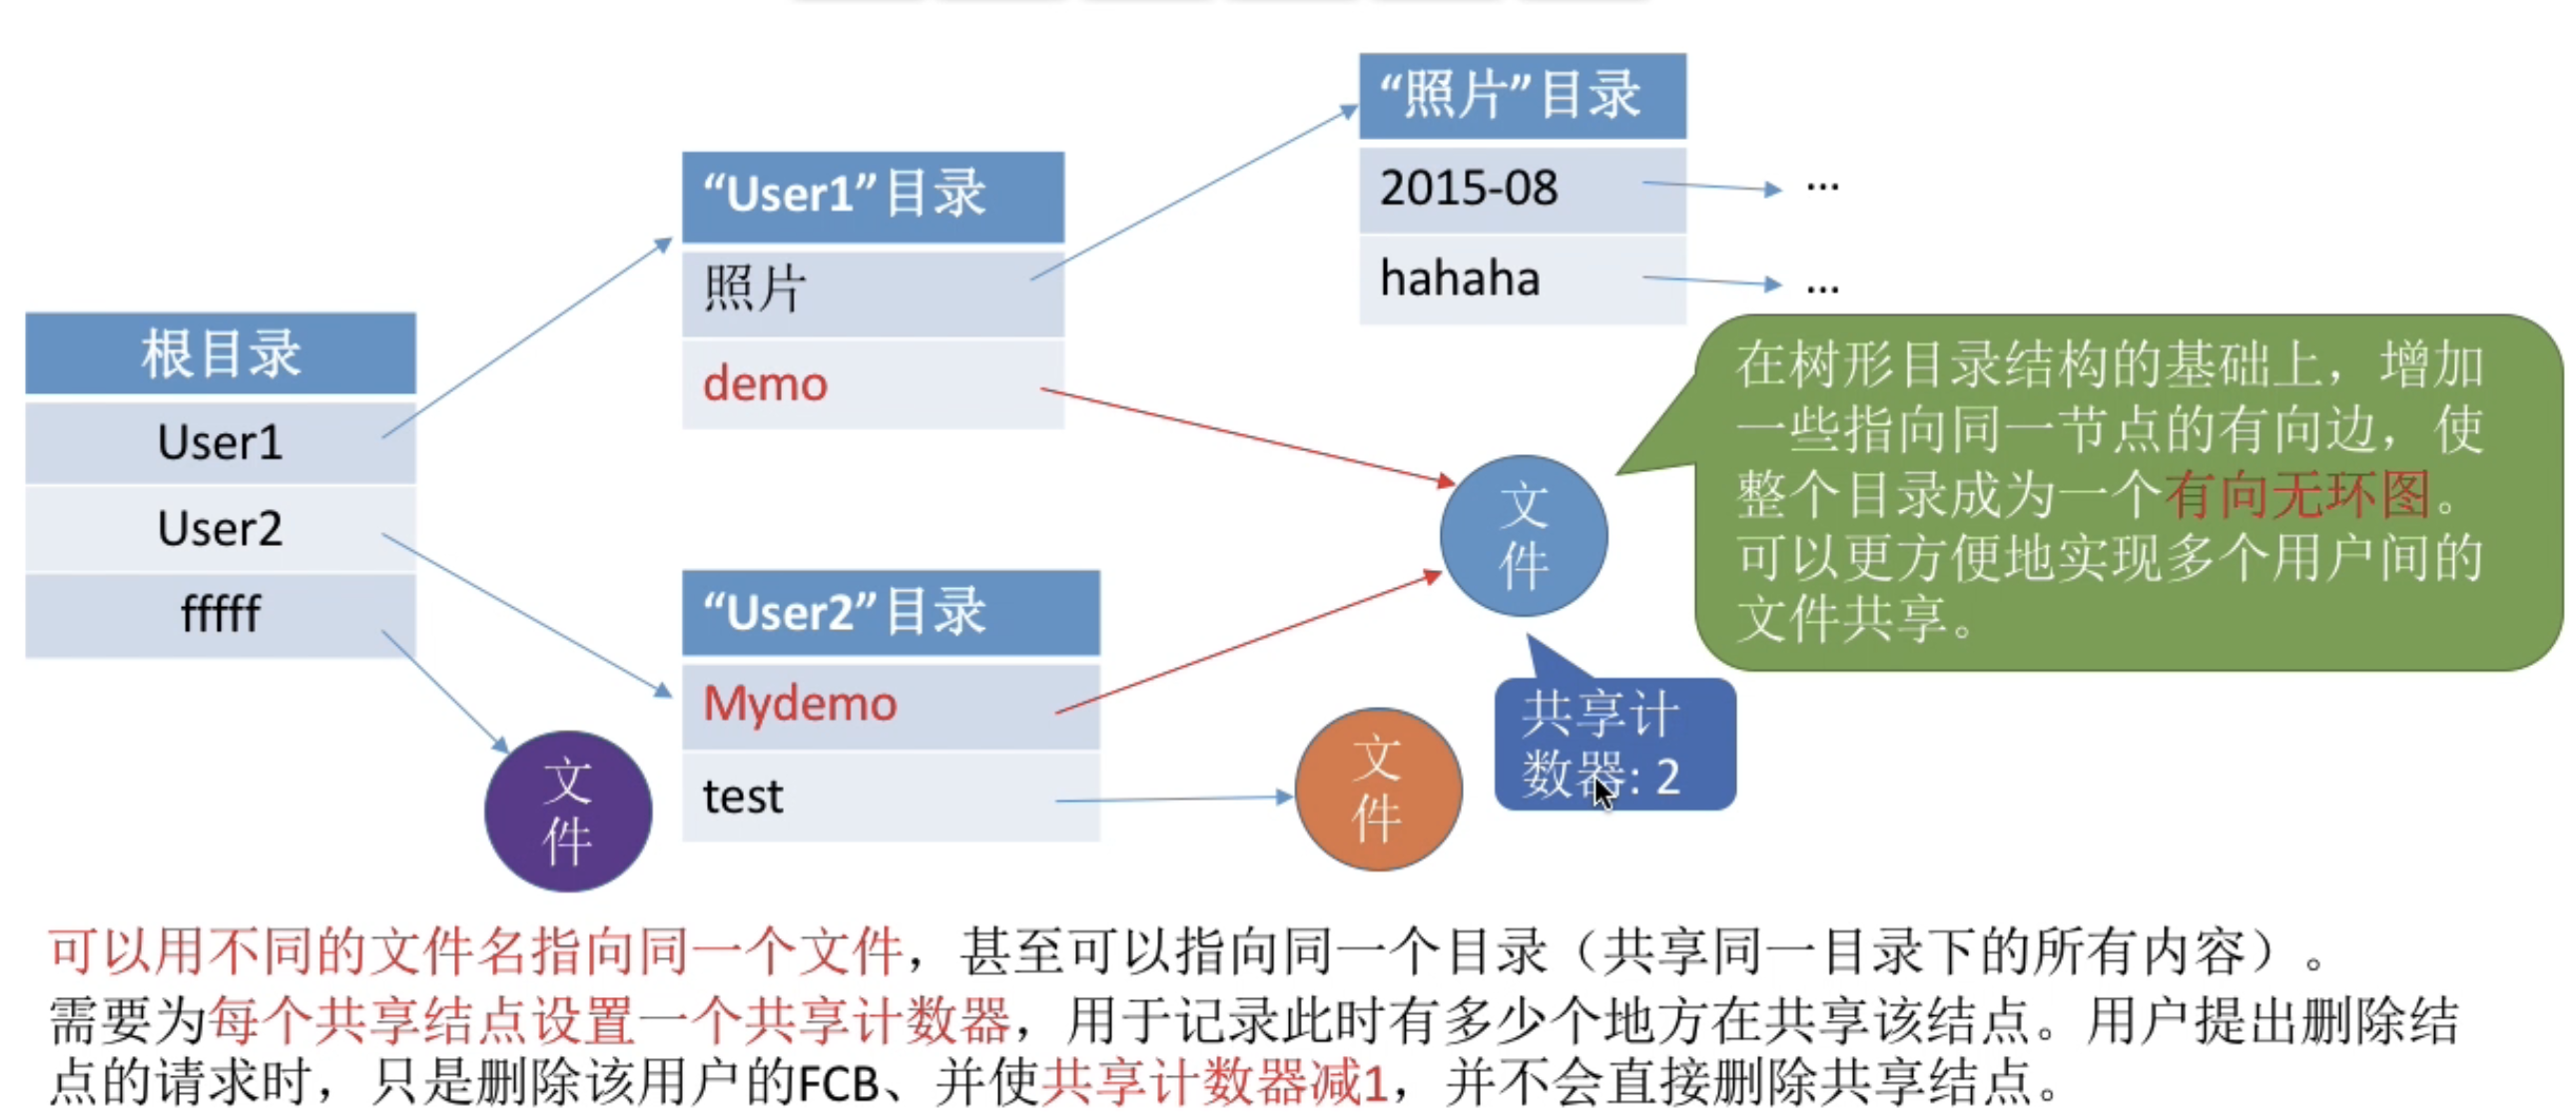 “照片”目录
2015-08
...
hahaha
...
“User1”目录
照片
demo
根目录
User1
User2
fffff
在树形目录结构的基础上，增加
一些指向同一节点的有向边，使
整个目录成为一个有向无环图。
可以更方便地实现多个用户间的
文件共享。
文
件
“User2”目录
Mydemo
test
共享计
数器: 2
文
件
文
件
可以用不同的文件名指向同一个文件，甚至可以指向同一个目录（共享同一目录下的所有内容）。
需要为每个共享结点设置一个共享计数器，用于记录此时有多少个地方在共享该结点。用户提出删除结
点的请求时，只是删除该用户的FCB、并使共享计数器减1，并不会直接删除共享结点。